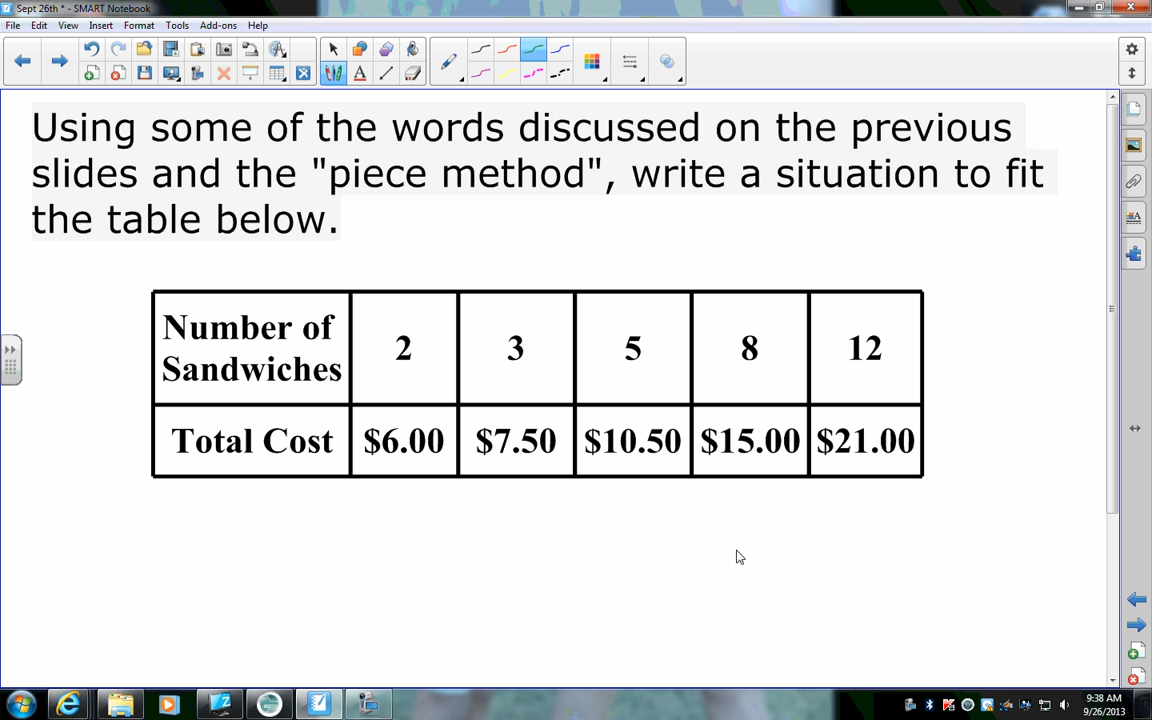 Sept 26th * - SMART Notebook
File Edit View Insert Format Tools Add-ons Help
Using some of the words discussed on the previous
slides and the "piece method", write a situation to fit
the table below.
Number of
Sandwiches
2 3 5 8 12
Total Cost $6.00 $7.50 $10.50 $15.00 $21.00
9:38 AM
9/26/2013